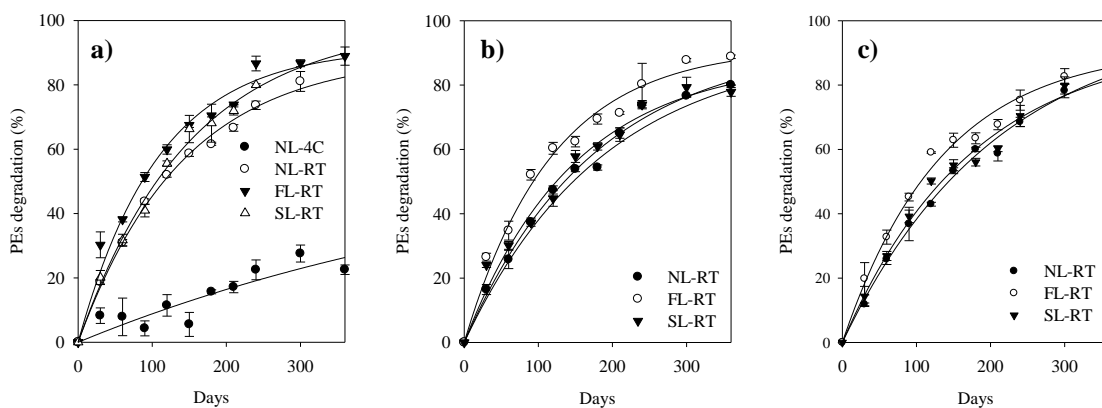 a)
PEs degradation (%)
100
80
60
40
20
0
NL-4C
NL-RT
FL-RT
SL-RT
0 100 200 300
Days
b)
PEs degradation (%)
100
80
60
40
20
0
NL-RT
FL-RT
SL-RT
0 100 200 300
Days
c)
PEs degradation (%)
100
80
60
40
20
0
NL-RT
FL-RT
SL-RT
0 100 200 300
Days